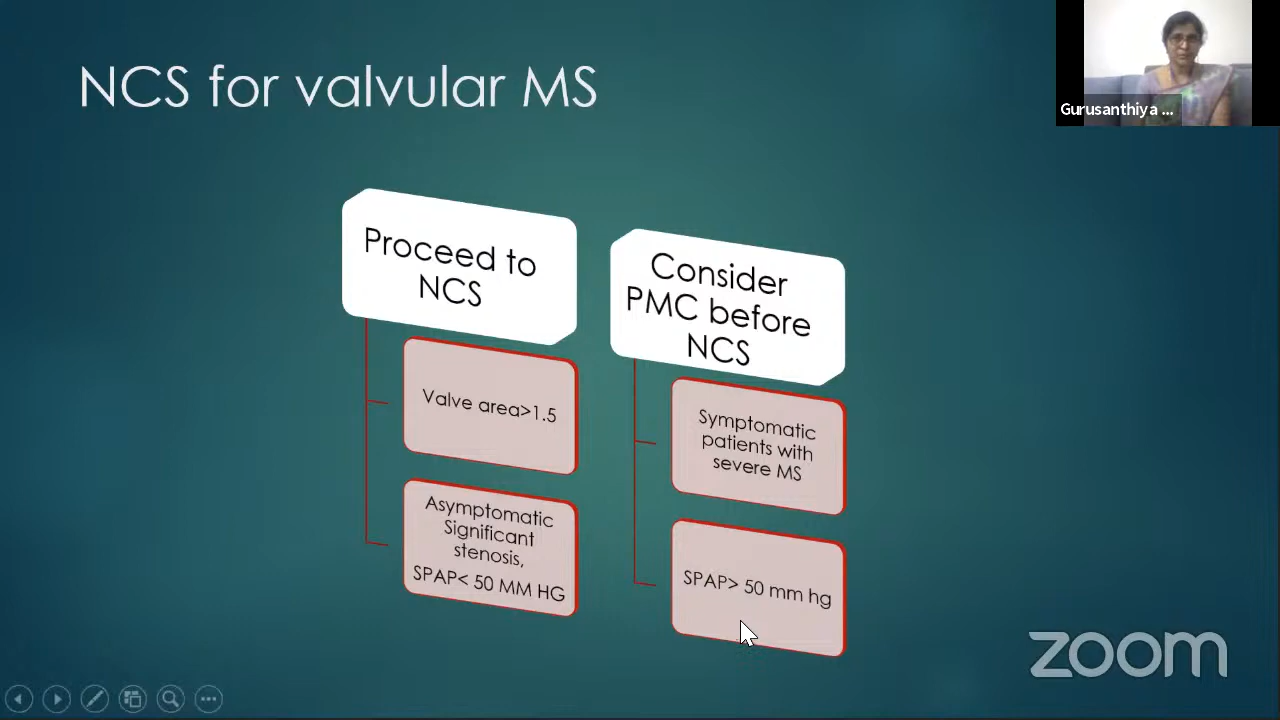 NCS for valvular MS
Gurusanthiya ...
Proceed to
NCS
Valve area>1.5
Asymptomatic
Significant
stenosis,
SPAP< 50 MM HG
Consider
PMC before
NCS
Symptomatic
patients with
severe MS
SPAP> 50 mm hg
zoom